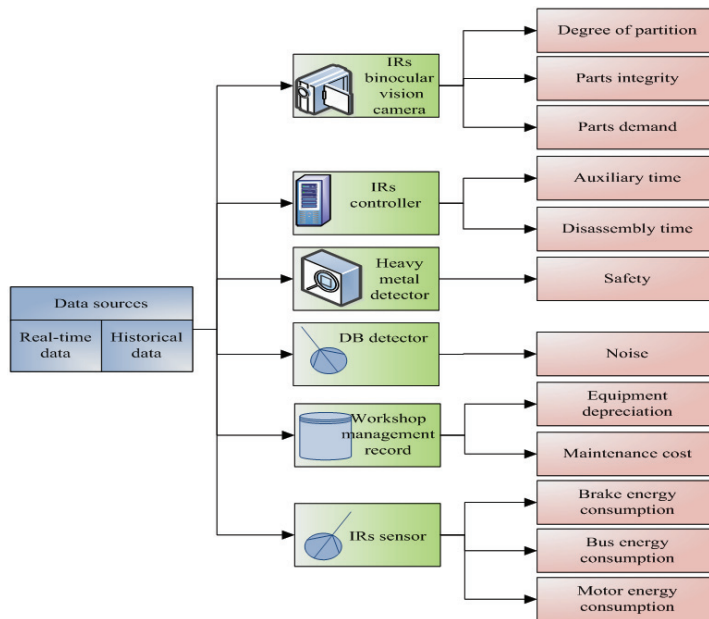 Data sources
Real-time
data
Historical
data
IRs
binocular
vision
camera
Degree of partition
Parts integrity
Parts demand
IRs
controller
Auxiliary time
Disassembly time
Heavy
metal
detector
Safety
DB detector
Noise
Workshop
management
record
Equipment
depreciation
Maintenance cost
IRs sensor
Brake energy
consumption
Bus energy
consumption
Motor energy
consumption